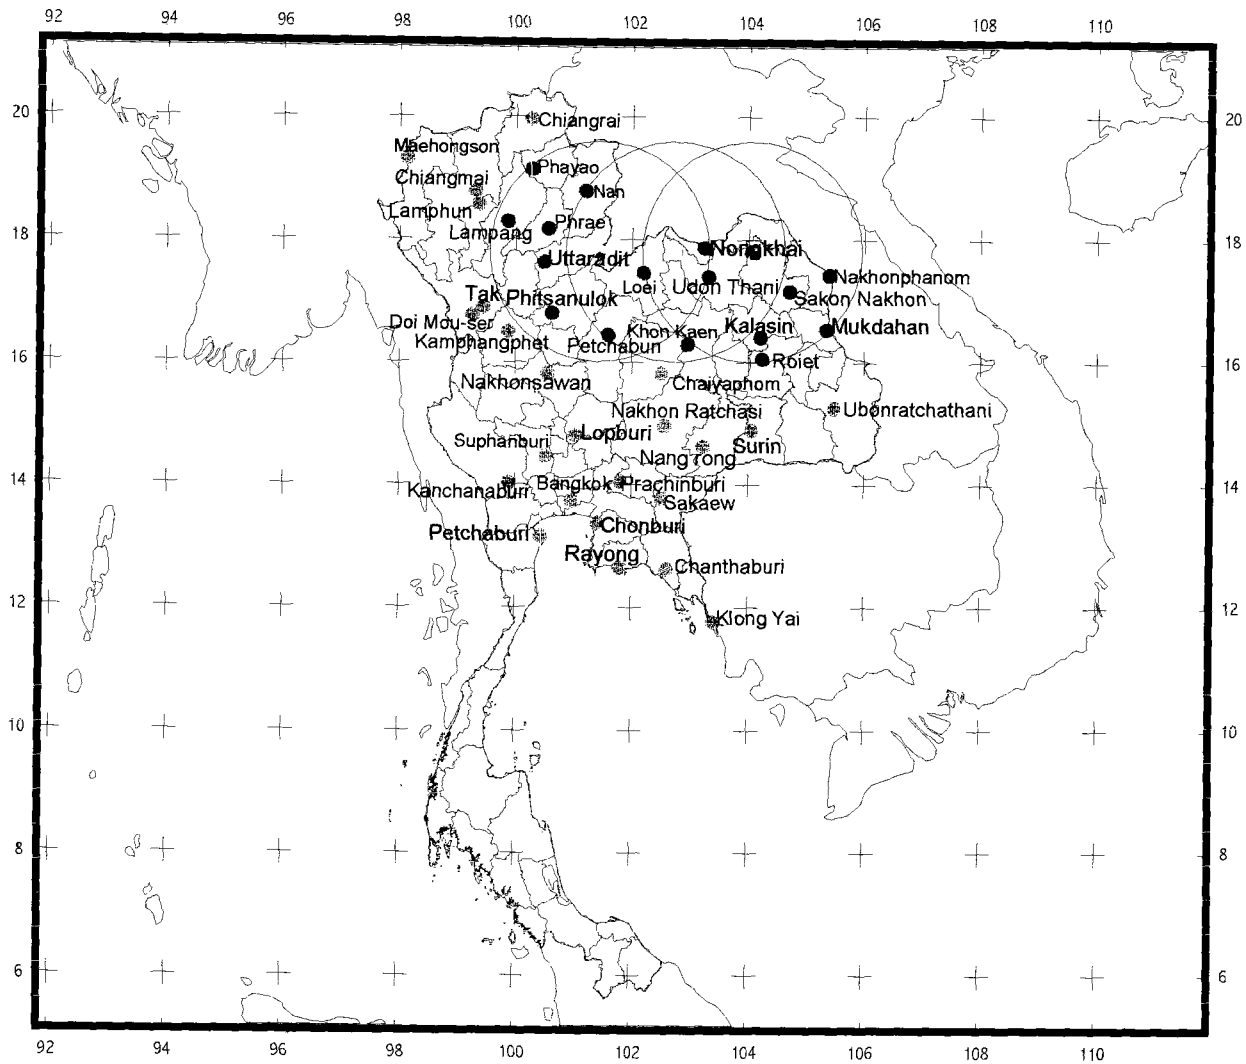 92 94 96 98 100 102 104 106 108 110
20 20
Chiangrai
Maehongson
Phayao
Chiangmai
Nan
Lamphun
Phrae
Lampang
18 18
Nongkhai
Uttaradit
Nakhonphanom
Loei
Udon Thani
Tak
Phitsanulok
Sakon Nakhon
Doi Mou-ser
Khon Kaen
Kalasin
Mukdahan
Kamphangphet
Petchabun
16 16
Roiet
Nakhonsawan
Chaiyaphom
Nakhon Ratchasi
Ubonratchathani
Suphanburi
Lopburi
Surin
Nang rong
14 14
Kanchanaburi
Bangkok
Prachinburi
Sakaew
Petchaburi
Chonburi
Rayong
Chanthaburi
12 12
Klong Yai
10 10
8 8
6 6
92 94 96 98 100 102 104 106 108 110